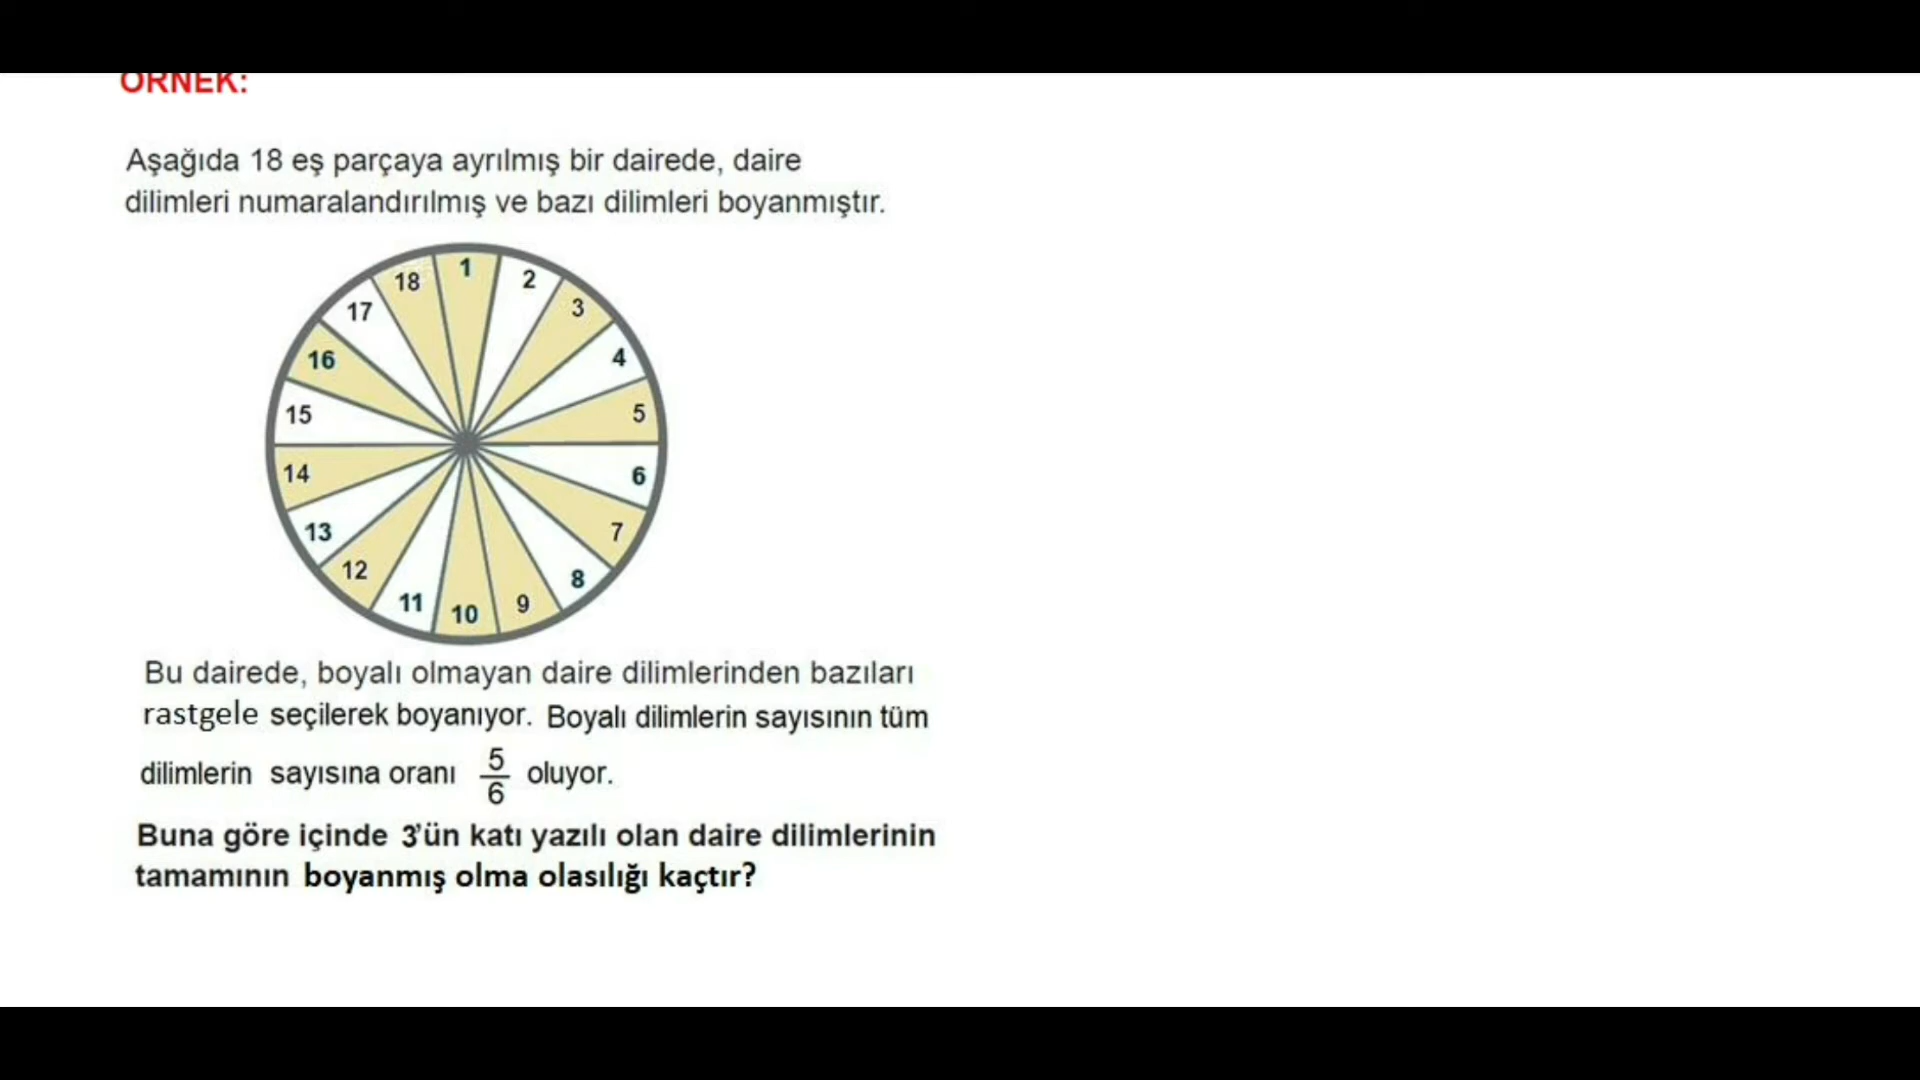 ÖRNEK:
Aşağıda 18 eş parçaya ayrılmış bir dairede, daire
dilimleri numaralandırılmış ve bazı dilimleri boyanmıştır.
1
2
3
4
5
6
7
8
9
10
11
12
13
14
15
16
17
18
Bu dairede, boyalı olmayan daire dilimlerinden bazıları
rastgele seçilerek boyanıyor. Boyalı dilimlerin sayısının tüm
dilimlerin sayısına oranı 5/6 oluyor.
Buna göre içinde 3'ün katı yazılı olan daire dilimlerinin
tamamının boyanmış olma olasılığı kaçtır?